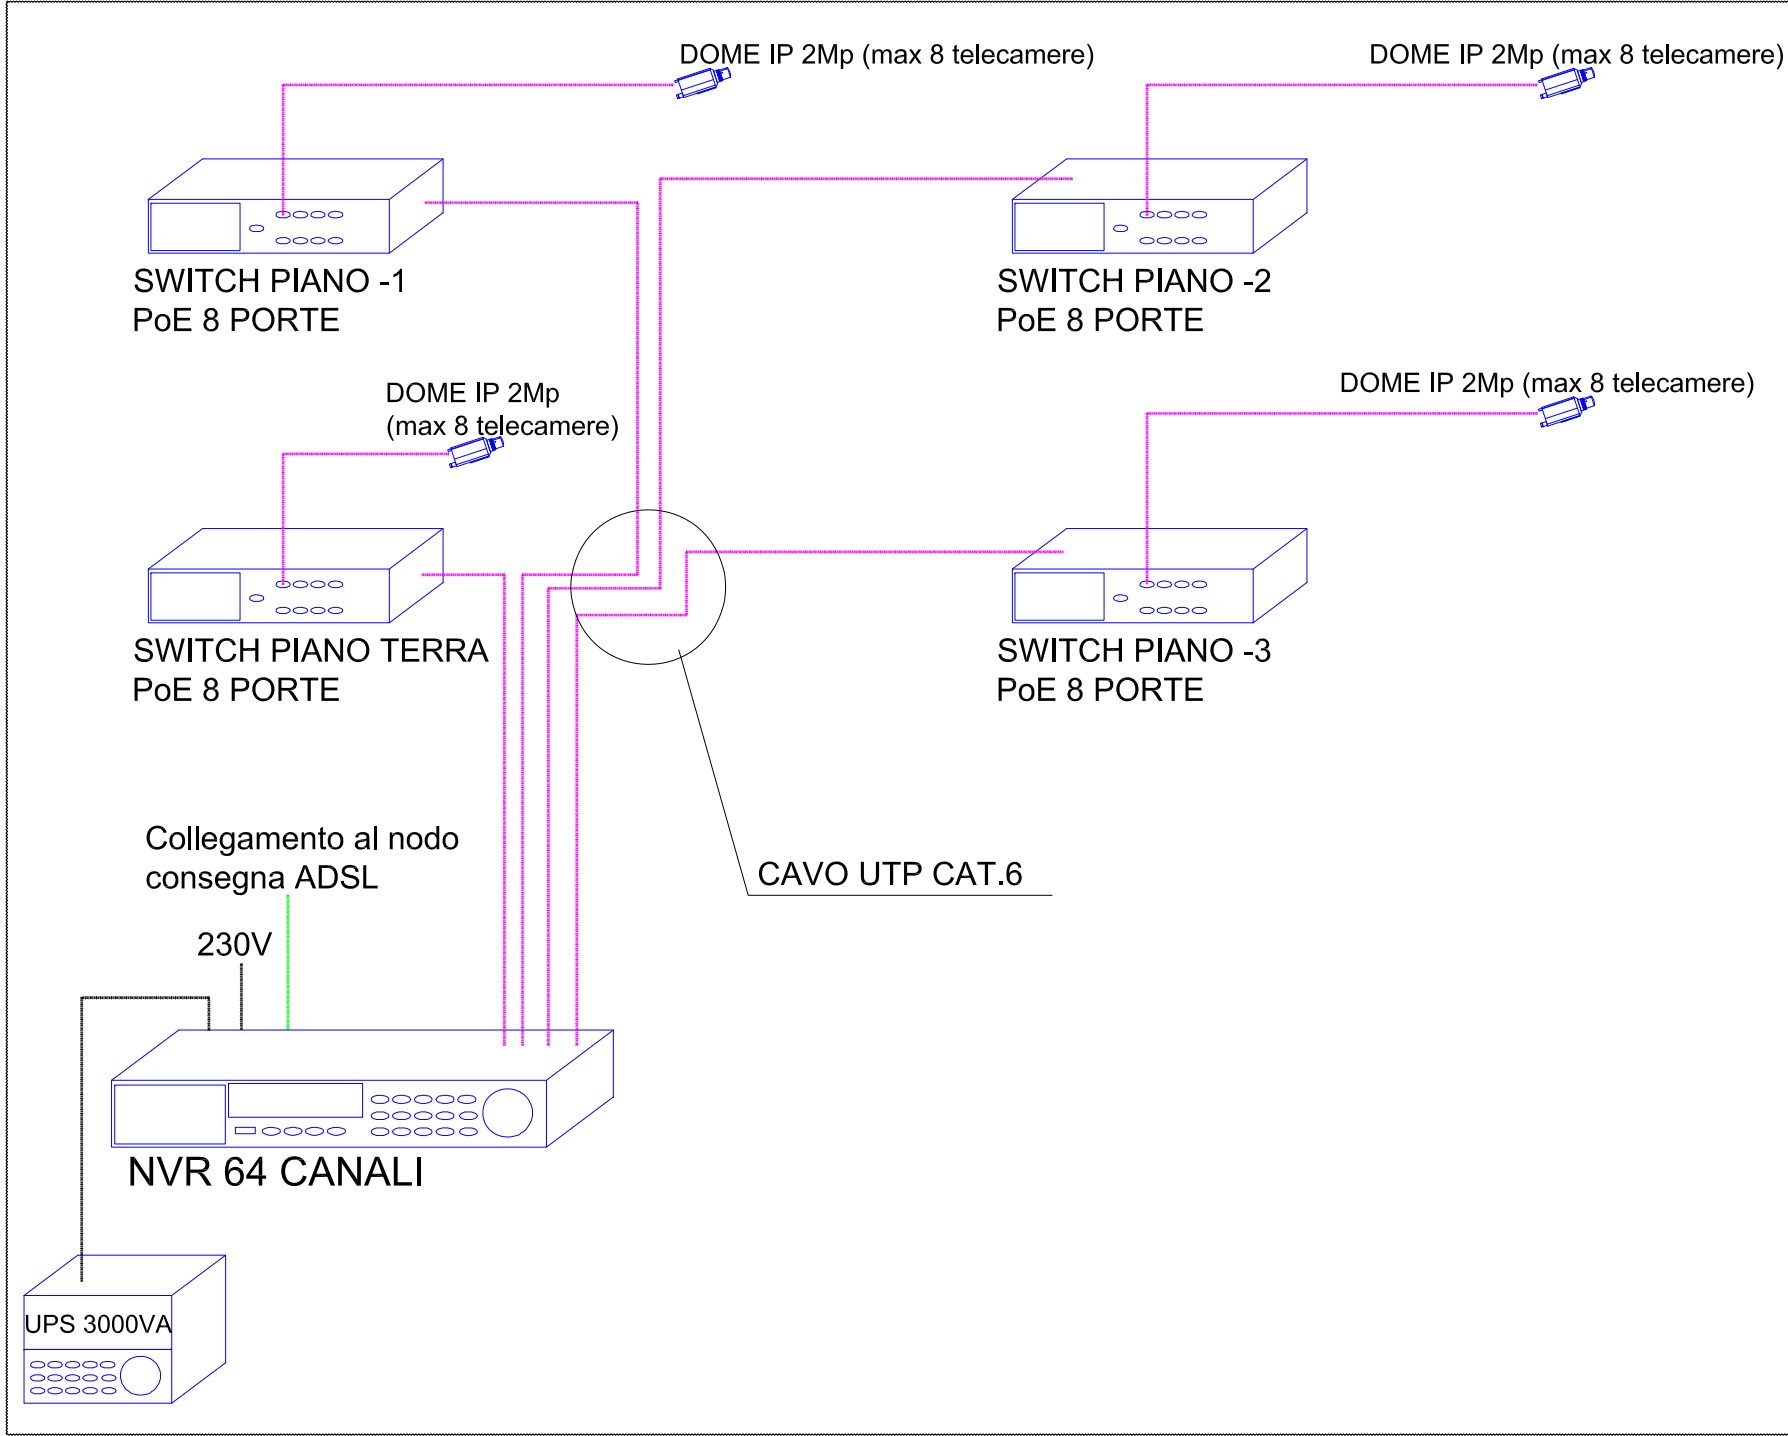 DOME IP 2Mp (max 8 telecamere)
DOME IP 2Mp (max 8 telecamere)
SWITCH PIANO -1
PoE 8 PORTE
SWITCH PIANO -2
PoE 8 PORTE
DOME IP 2Mp
(max 8 telecamere)
DOME IP 2Mp (max 8 telecamere)
SWITCH PIANO TERRA
PoE 8 PORTE
SWITCH PIANO -3
PoE 8 PORTE
Collegamento al nodo
consegna ADSL
CAVO UTP CAT.6
230V
NVR 64 CANALI
UPS 3000VA